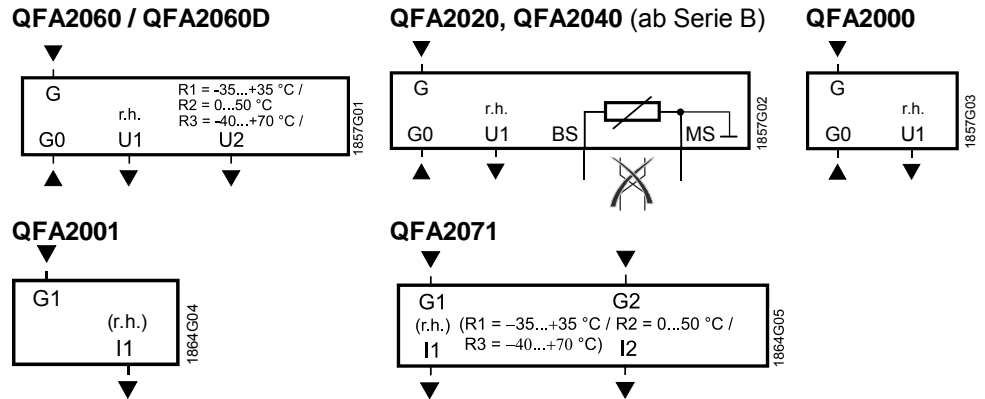 QFA2060 / QFA2060D
QFA2020, QFA2040 (ab Serie B)
QFA2000
G
R1 = -35...+35 °C /
R2 = 0...50 °C
r.h.
R3 = -40...+70 °C /
G0 U1 U2
1857G01
G
r.h.
G0 U1 BS MS
1857G02
G
r.h.
G0 U1
1857G03
QFA2001
QFA2071
G1
(r.h.)
I1
1864G04
G1 G2
(r.h.) (R1 = –35...+35 °C / R2 = 0...50 °C /
R3 = –40...+70 °C)
I1 I2
1864G05